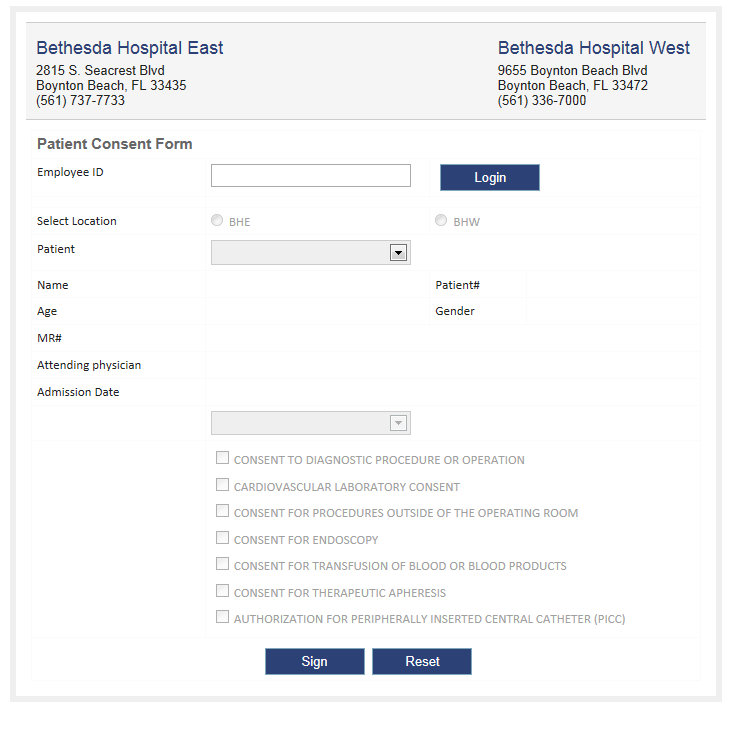 Bethesda Hospital East
2815 S. Seacrest Blvd
Boynton Beach, FL 33435
(561) 737-7733
Bethesda Hospital West
9655 Boynton Beach Blvd
Boynton Beach, FL 33472
(561) 336-7000
Patient Consent Form
Employee ID
Login
Select Location
BHE
BHW
Patient
Name
Patient#
Age
Gender
MR#
Attending physician
Admission Date
CONSENT TO DIAGNOSTIC PROCEDURE OR OPERATION
CARDIOVASCULAR LABORATORY CONSENT
CONSENT FOR PROCEDURES OUTSIDE OF THE OPERATING ROOM
CONSENT FOR ENDOSCOPY
CONSENT FOR TRANSFUSION OF BLOOD OR BLOOD PRODUCTS
CONSENT FOR THERAPEUTIC APHERESIS
AUTHORIZATION FOR PERIPHERALLY INSERTED CENTRAL CATHETER (PICC)
Sign
Reset